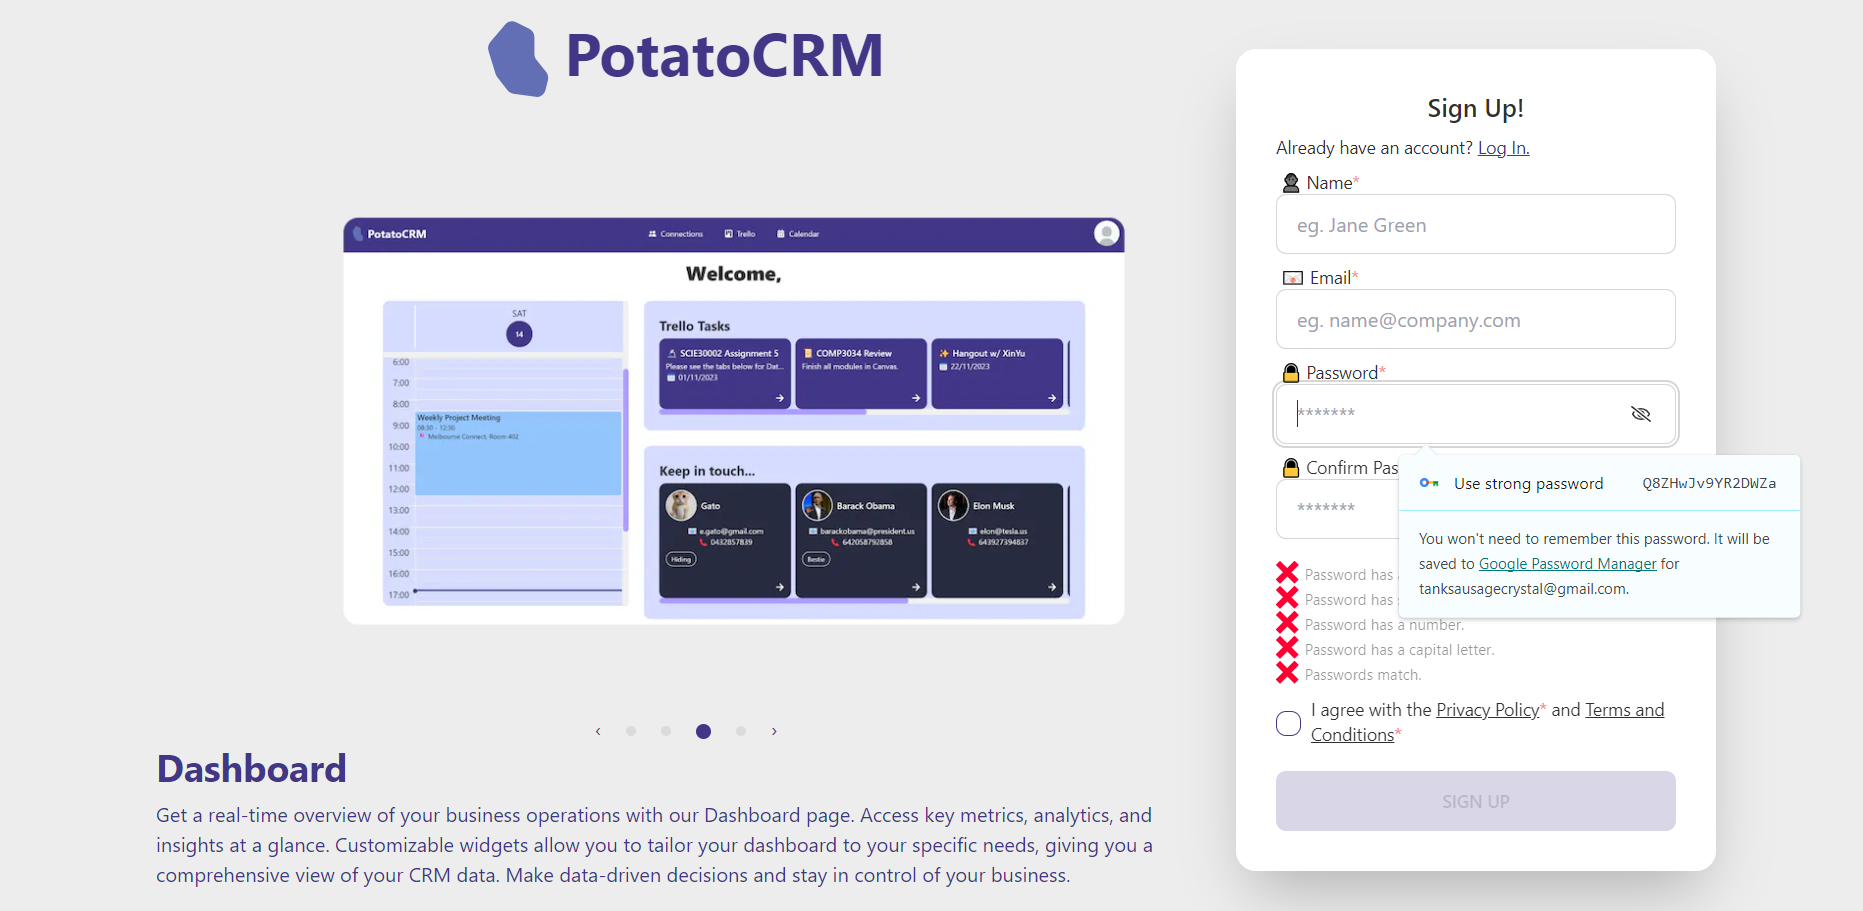 PotatoCRM
PotatoCRM
Connections
Trello
Calendar
Welcome,
SAT
14
6:00
7:00
8:00
9:00
10:00
11:00
12:00
13:00
14:00
15:00
16:00
17:00
Weekly Project Meeting
08:30 - 12:30
Melbourne Connect, Room 402
Trello Tasks
SCIE30002 Assignment 5
Please see the tabs below for Dat...
01/11/2023
COMP3034 Review
Finish all modules in Canvas.
Hangout w/ XinYu
22/11/2023
Keep in touch...
Gato
e.gato@gmail.com
0432857839
Hiding
Barack Obama
barackobama@president.us
642058792858
Bestie
Elon Musk
elon@tesla.us
643927394837
Dashboard
Get a real-time overview of your business operations with our Dashboard page. Access key metrics, analytics, and
insights at a glance. Customizable widgets allow you to tailor your dashboard to your specific needs, giving you a
comprehensive view of your CRM data. Make data-driven decisions and stay in control of your business.
Sign Up!
Already have an account? Log In.
Name*
eg. Jane Green
Email*
eg. name@company.com
Password*
*******
Confirm Pas
*******
Use strong password Q8ZHwJv9YR2DWZa
You won't need to remember this password. It will be
saved to Google Password Manager for
tanksausagecrystal@gmail.com.
Password has
Password has
Password has a number.
Password has a capital letter.
Passwords match.
I agree with the Privacy Policy* and Terms and
Conditions*
SIGN UP